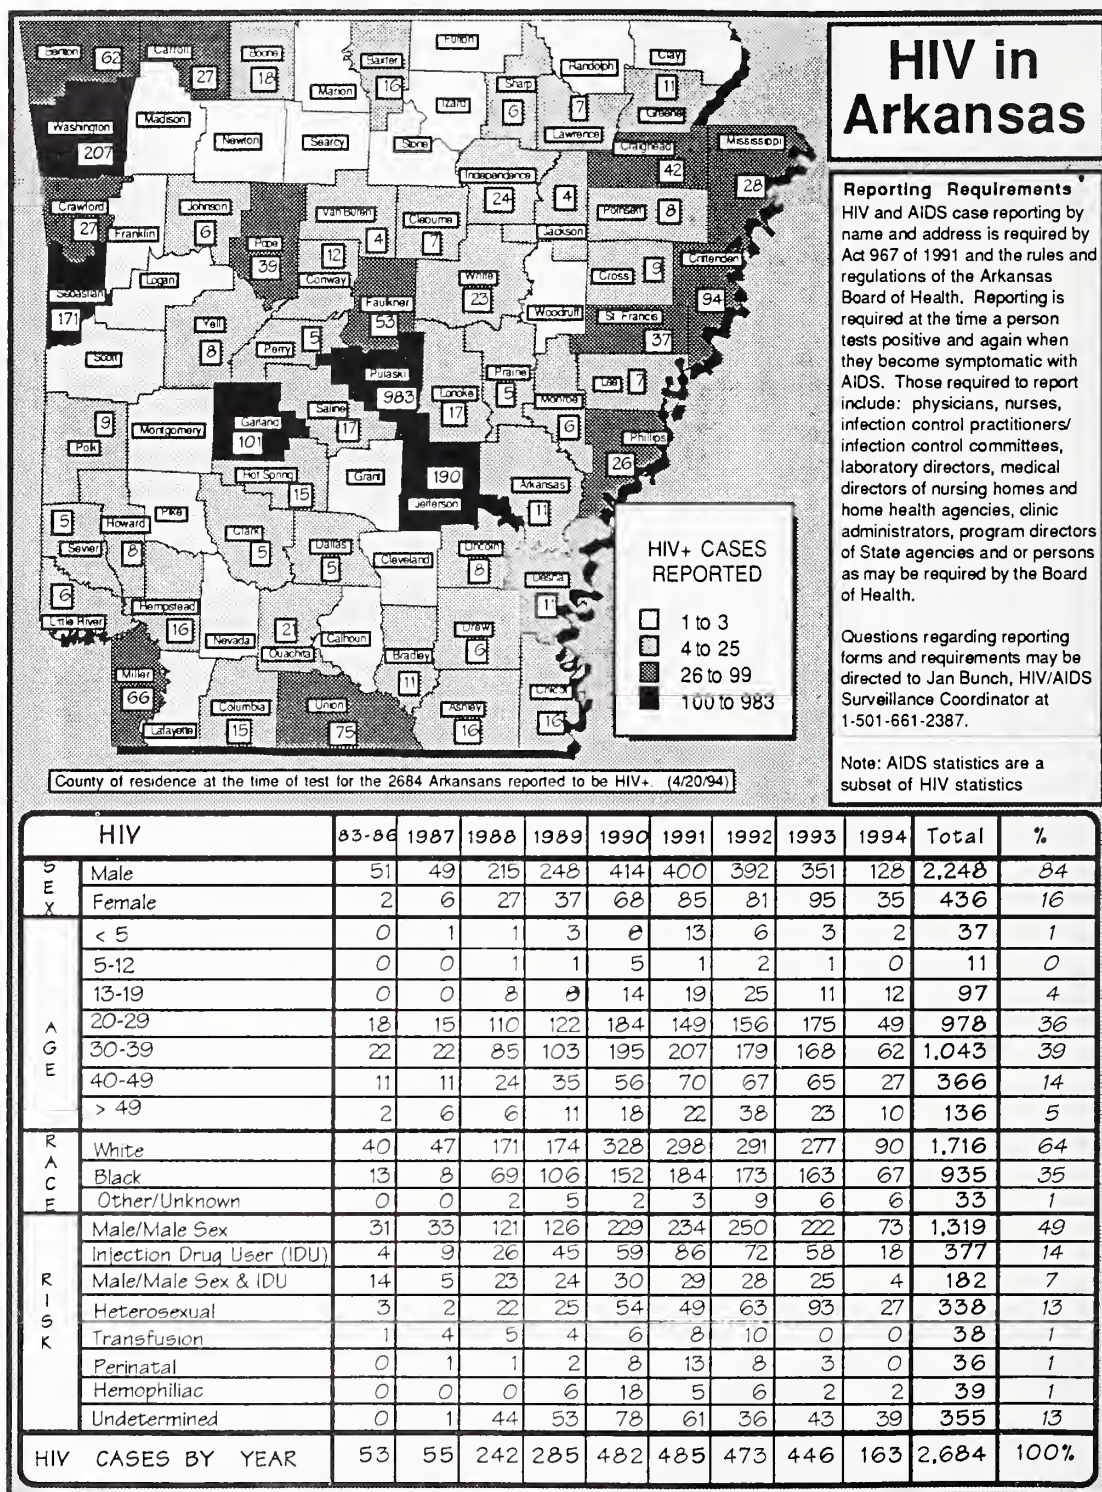 HIV in
Arkansas
Benton 62
Carroll 27
Boone 18
Marion
Baxter 16
Fulton
Izard
Sharp 6
Randolph
Clay
Lawrence 7
Greene 11
Washington 207
Madison
Newton
Searcy
Stone
Independence 24
Craighead 42
Mississippi 28
Crawford 27
Franklin
Johnson 6
Pope 39
Van Buren 4
Cleburne 7
Jackson 4
Poinsett 8
Conway 12
White 23
Cross 9
Crittenden 94
Sebastian 171
Logan
Faulkner 53
Woodruff
St. Francis 37
Scott
Yell 8
Perry 5
Pulaski 983
Lonoke 17
Prairie 5
Monroe 6
Lee 7
Polk 9
Montgomery
Garland 101
Saline 17
Phillips 26
Hot Spring 15
Grant
Jefferson 190
Arkansas 11
Sevier 5
Howard 8
Pike
Clark 5
Dallas 5
Cleveland
Lincoln 8
Desha 11
Little River 6
Hempstead 16
Nevada
Ouachita 21
Calhoun
Bradley 11
Drew 6
Miller 66
Lafayette
Columbia 15
Union 75
Ashley 16
Chicot 16
HIV+ CASES
REPORTED
1 to 3
4 to 25
26 to 99
100 to 983
County of residence at the time of test for the 2684 Arkansans reported to be HIV+. (4/20/94)
Reporting Requirements
HIV and AIDS case reporting by
name and address is required by
Act 967 of 1991 and the rules and
regulations of the Arkansas
Board of Health. Reporting is
required at the time a person
tests positive and again when
they become symptomatic with
AIDS. Those required to report
include: physicians, nurses,
infection control practitioners/
infection control committees,
laboratory directors, medical
directors of nursing homes and
home health agencies, clinic
administrators, program directors
of State agencies and or persons
as may be required by the Board
of Health.
Questions regarding reporting
forms and requirements may be
directed to Jan Bunch, HIV/AIDS
Surveillance Coordinator at
1-501-661-2387.
Note: AIDS statistics are a
subset of HIV statistics
HIV 83-86 1987 1988 1989 1990 1991 1992 1993 1994 Total %
SEX
Male 51 49 215 248 414 400 392 351 128 2,248 84
Female 2 6 27 37 68 85 81 95 35 436 16
AGE
< 5 0 1 1 3 8 13 6 3 2 37 1
5-12 0 0 1 1 5 1 2 1 0 11 0
13-19 0 0 8 8 14 19 25 11 12 97 4
20-29 18 15 110 122 184 149 156 175 49 978 36
30-39 22 22 85 103 195 207 179 168 62 1,043 39
40-49 11 11 24 35 56 70 67 65 27 366 14
> 49 2 6 6 11 18 22 38 23 10 136 5
RACE
White 40 47 171 174 328 298 291 277 90 1,716 64
Black 13 8 69 106 152 184 173 163 67 935 35
Other/Unknown 0 0 2 5 2 3 9 6 6 33 1
RISK
Male/Male Sex 31 33 121 126 229 234 250 222 73 1,319 49
Injection Drug User (IDU) 4 9 26 45 59 86 72 58 18 377 14
Male/Male Sex & IDU 14 5 23 24 30 29 28 25 4 182 7
Heterosexual 3 2 22 25 54 49 63 93 27 338 13
Transfusion 1 4 5 4 6 8 10 0 0 38 1
Perinatal 0 1 1 2 8 13 8 3 0 36 1
Hemophiliac 0 0 0 6 18 5 6 2 2 39 1
Undetermined 0 1 44 53 78 61 36 43 39 355 13
HIV CASES BY YEAR 53 55 242 285 482 485 473 446 163 2,684 100%